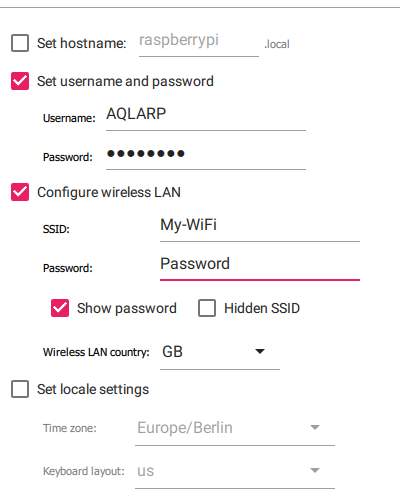 Set hostname: raspberrypi .local
Set username and password
Username: AQLARP
Password: ••••••••
Configure wireless LAN
SSID: My-WiFi
Password: Password
Show password Hidden SSID
Wireless LAN country: GB
Set locale settings
Time zone: Europe/Berlin
Keyboard layout: us